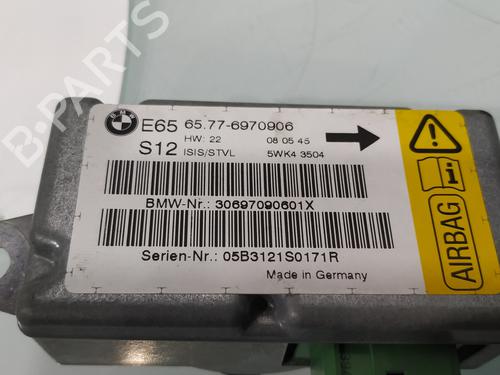 B-PARTS
BMW
E65 65.77-6970906
HW: 22 08 05 45
S12 ISIS/STVL 5WK4 3504
BMW-Nr.: 30697090601X
Serien-Nr.: 05B3121S0171R
Made in Germany
AIRBAG